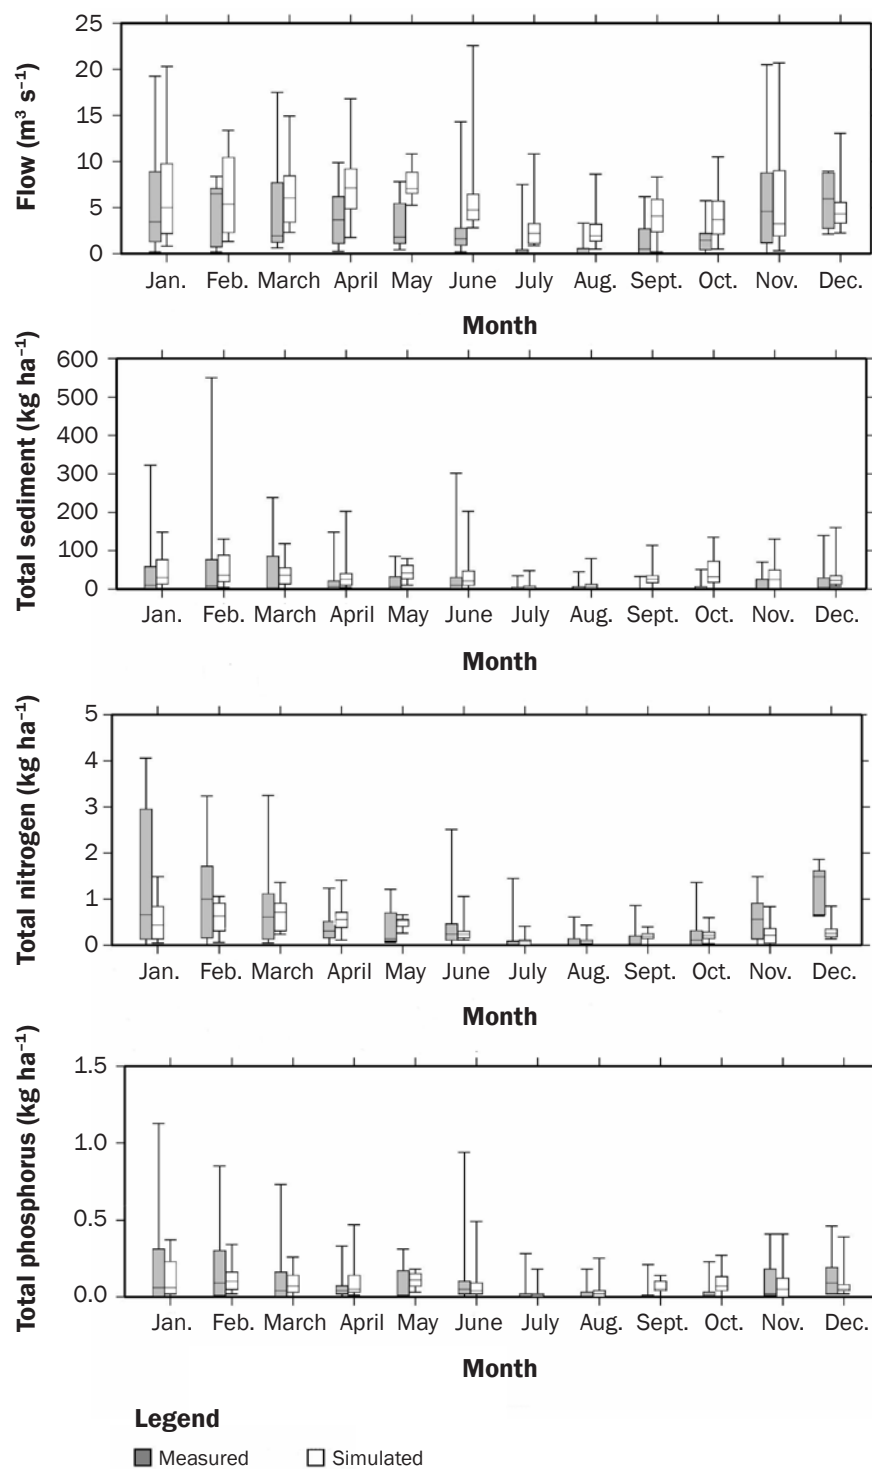 Flow (m³ s⁻¹)
25
20
15
10
5
0
Jan. Feb. March April May June July Aug. Sept. Oct. Nov. Dec.
Month
Total sediment (kg ha⁻¹)
600
500
400
300
200
100
0
Jan. Feb. March April May June July Aug. Sept. Oct. Nov. Dec.
Month
Total nitrogen (kg ha⁻¹)
5
4
3
2
1
0
Jan. Feb. March April May June July Aug. Sept. Oct. Nov. Dec.
Month
Total phosphorus (kg ha⁻¹)
1.5
1.0
0.5
0.0
Jan. Feb. March April May June July Aug. Sept. Oct. Nov. Dec.
Month
Legend
Measured Simulated